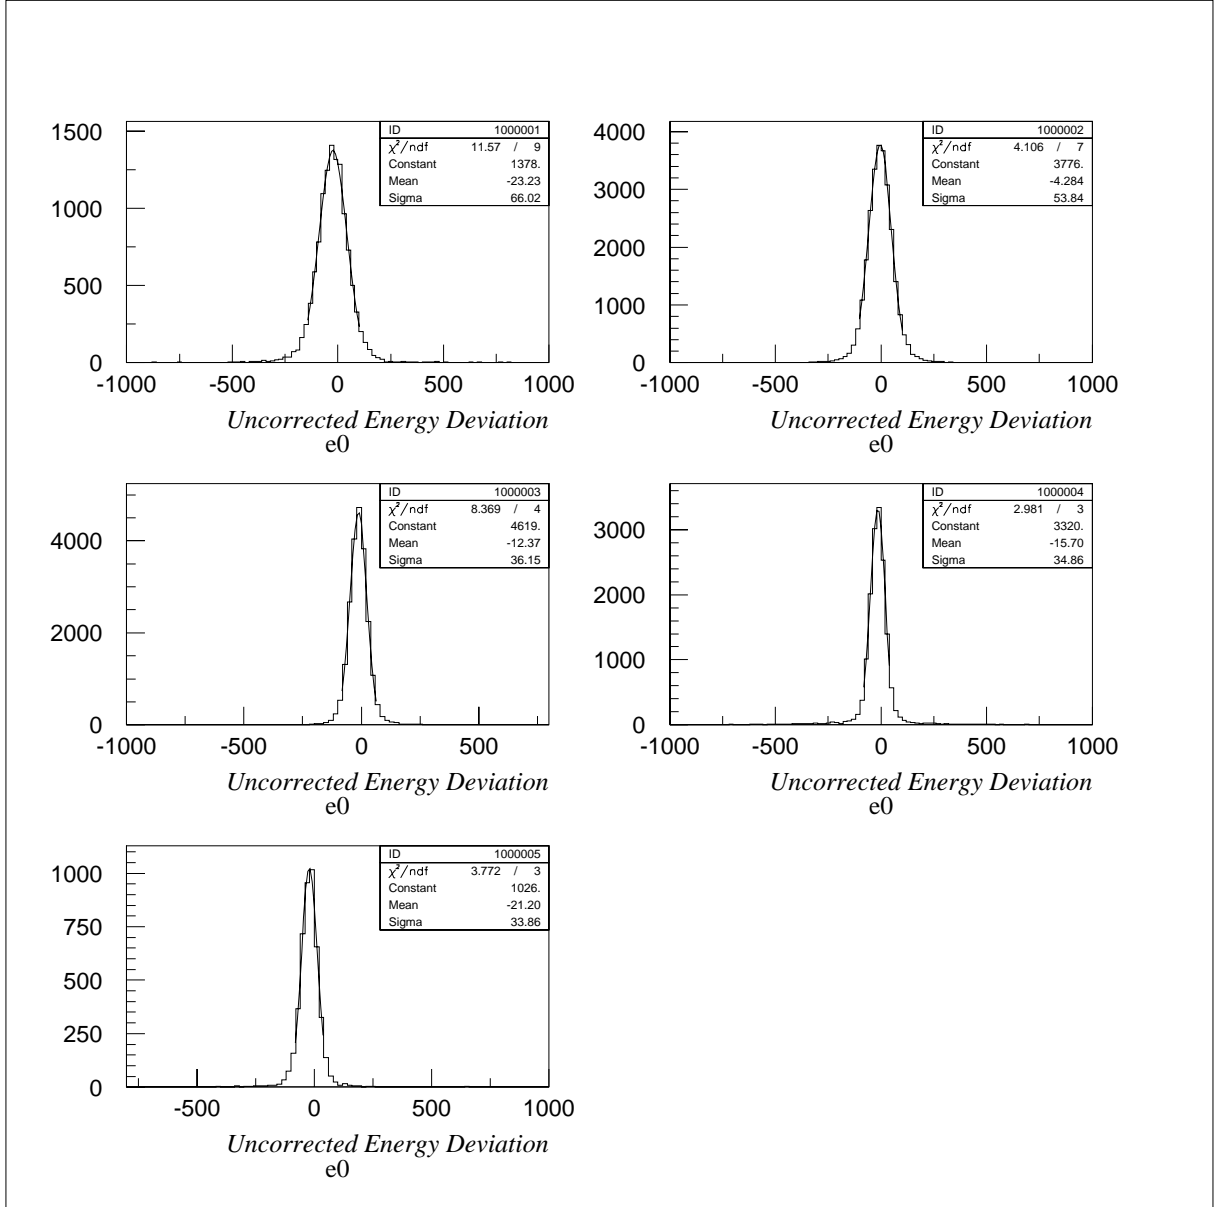 ID 1000001
χ²/ndf 11.57 / 9
Constant 1378.
Mean -23.23
Sigma 66.02
1500
1000
500
0
-1000 -500 0 500 1000
Uncorrected Energy Deviation
e0
ID 1000002
χ²/ndf 4.106 / 7
Constant 3776.
Mean -4.284
Sigma 53.84
4000
3000
2000
1000
0
-1000 -500 0 500 1000
Uncorrected Energy Deviation
e0
ID 1000003
χ²/ndf 8.369 / 4
Constant 4619.
Mean -12.37
Sigma 36.15
4000
2000
0
-1000 -500 0 500
Uncorrected Energy Deviation
e0
ID 1000004
χ²/ndf 2.981 / 3
Constant 3320.
Mean -15.70
Sigma 34.86
3000
2000
1000
0
-1000 -500 0 500 1000
Uncorrected Energy Deviation
e0
ID 1000005
χ²/ndf 3.772 / 3
Constant 1026.
Mean -21.20
Sigma 33.86
1000
750
500
250
0
-500 0 500 1000
Uncorrected Energy Deviation
e0